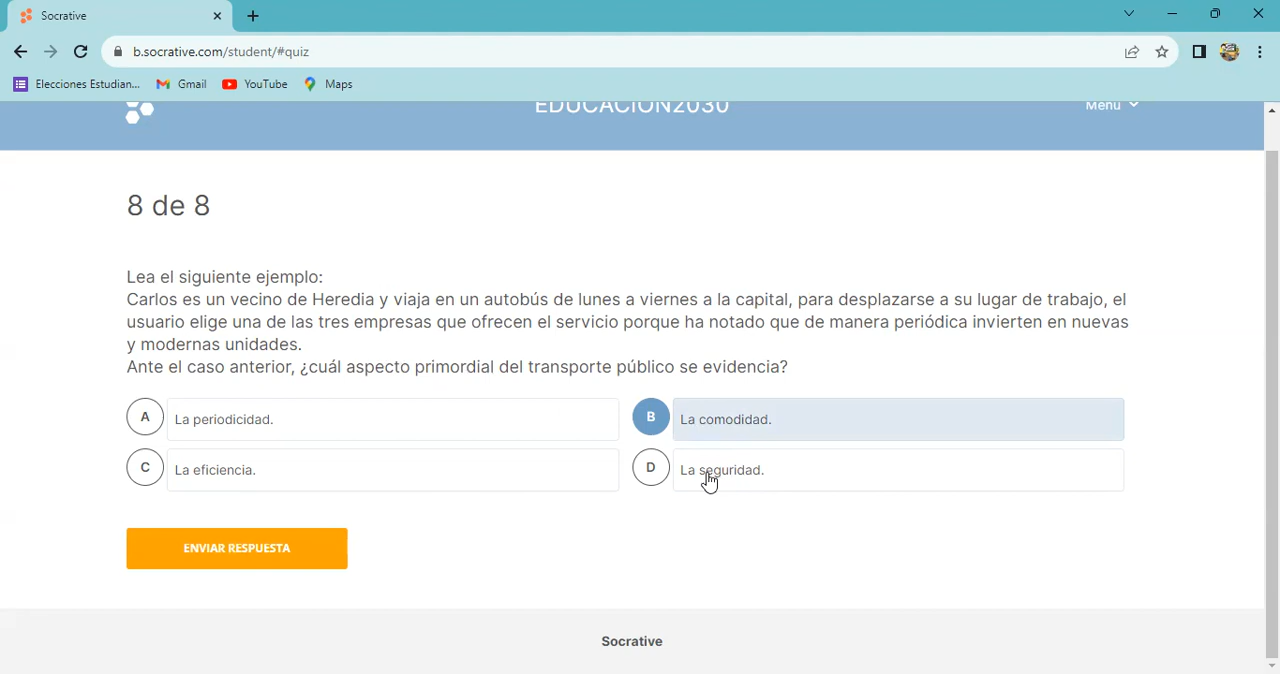 Socrative
b.socrative.com/student/#quiz
Elecciones Estudian... Gmail YouTube Maps
EDUCACION2030
Menú
8 de 8
Lea el siguiente ejemplo:
Carlos es un vecino de Heredia y viaja en un autobús de lunes a viernes a la capital, para desplazarse a su lugar de trabajo, el
usuario elige una de las tres empresas que ofrecen el servicio porque ha notado que de manera periódica invierten en nuevas
y modernas unidades.
Ante el caso anterior, ¿cuál aspecto primordial del transporte público se evidencia?
A La periodicidad.
B La comodidad.
C La eficiencia.
D La seguridad.
ENVIAR RESPUESTA
Socrative